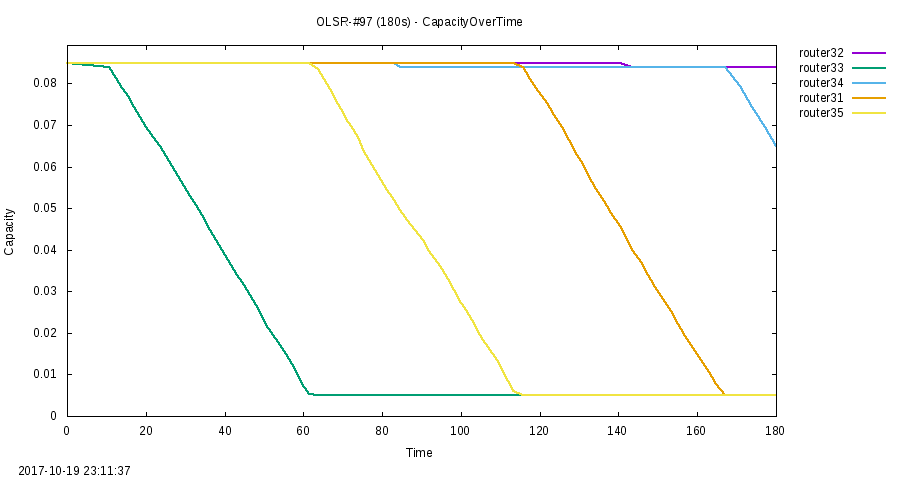 OLSR-#97 (180s) - CapacityOverTime
router32
router33
router34
router31
router35
0.08
0.07
0.06
0.05
0.04
0.03
0.02
0.01
0
Capacity
0 20 40 60 80 100 120 140 160 180
Time
2017-10-19 23:11:37